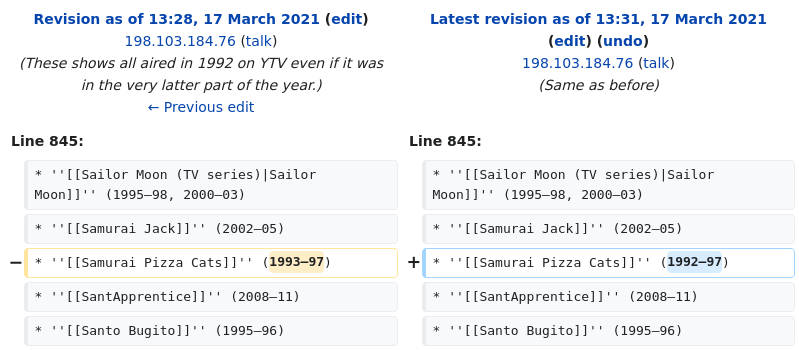 Revision as of 13:28, 17 March 2021 (edit)
198.103.184.76 (talk)
(These shows all aired in 1992 on YTV even if it was
in the very latter part of the year.)
← Previous edit
Latest revision as of 13:31, 17 March 2021
(edit) (undo)
198.103.184.76 (talk)
(Same as before)
Line 845:
* ''[[Sailor Moon (TV series)|Sailor
Moon]]'' (1995–98, 2000–03)
* ''[[Samurai Jack]]'' (2002–05)
− * ''[[Samurai Pizza Cats]]'' (1993–97)
* ''[[SantApprentice]]'' (2008–11)
* ''[[Santo Bugito]]'' (1995–96)
Line 845:
* ''[[Sailor Moon (TV series)|Sailor
Moon]]'' (1995–98, 2000–03)
* ''[[Samurai Jack]]'' (2002–05)
+ * ''[[Samurai Pizza Cats]]'' (1992–97)
* ''[[SantApprentice]]'' (2008–11)
* ''[[Santo Bugito]]'' (1995–96)